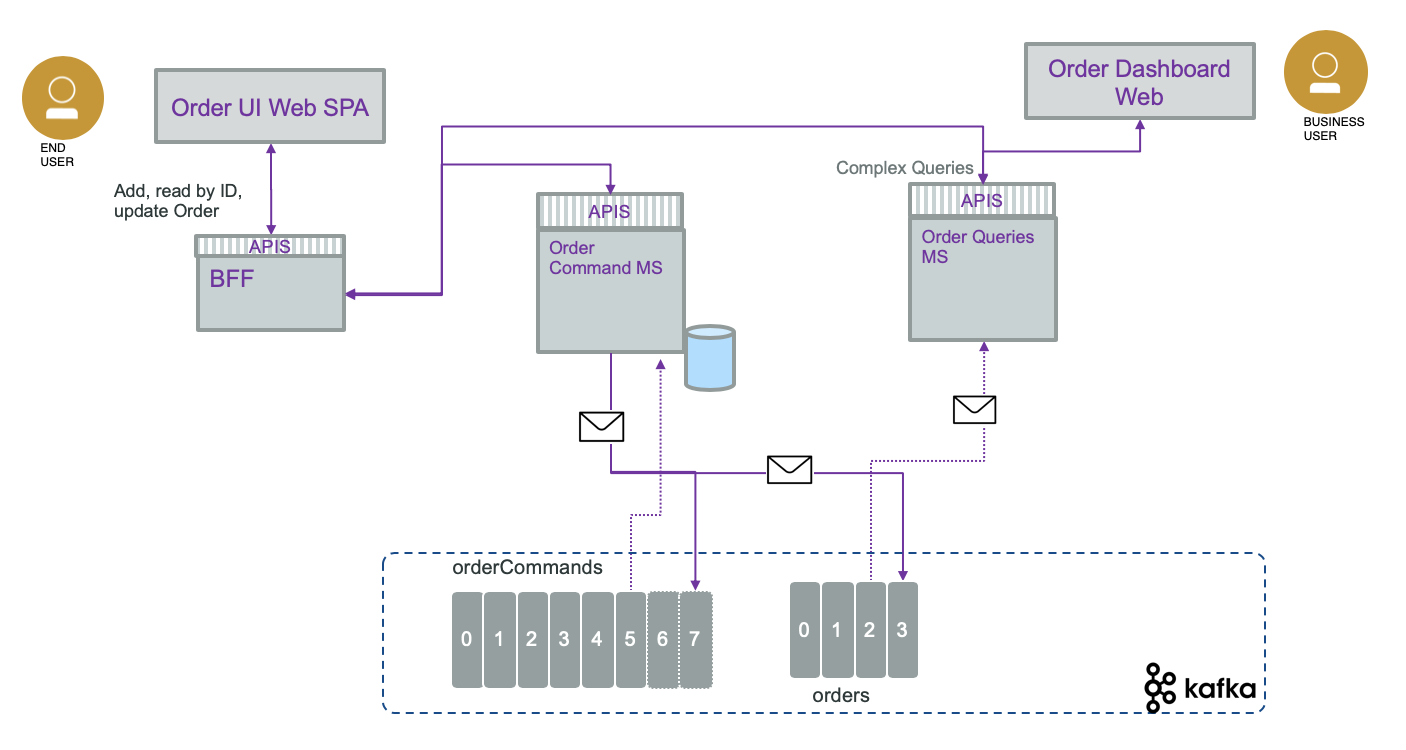 END
USER
Order UI Web SPA
Order Dashboard
Web
BUSINESS
USER
Add, read by ID,
update Order
Complex Queries
APIS
BFF
APIS
Order
Command MS
APIS
Order Queries
MS
orderCommands
0 1 2 3 4 5 6 7
0 1 2 3
orders
kafka